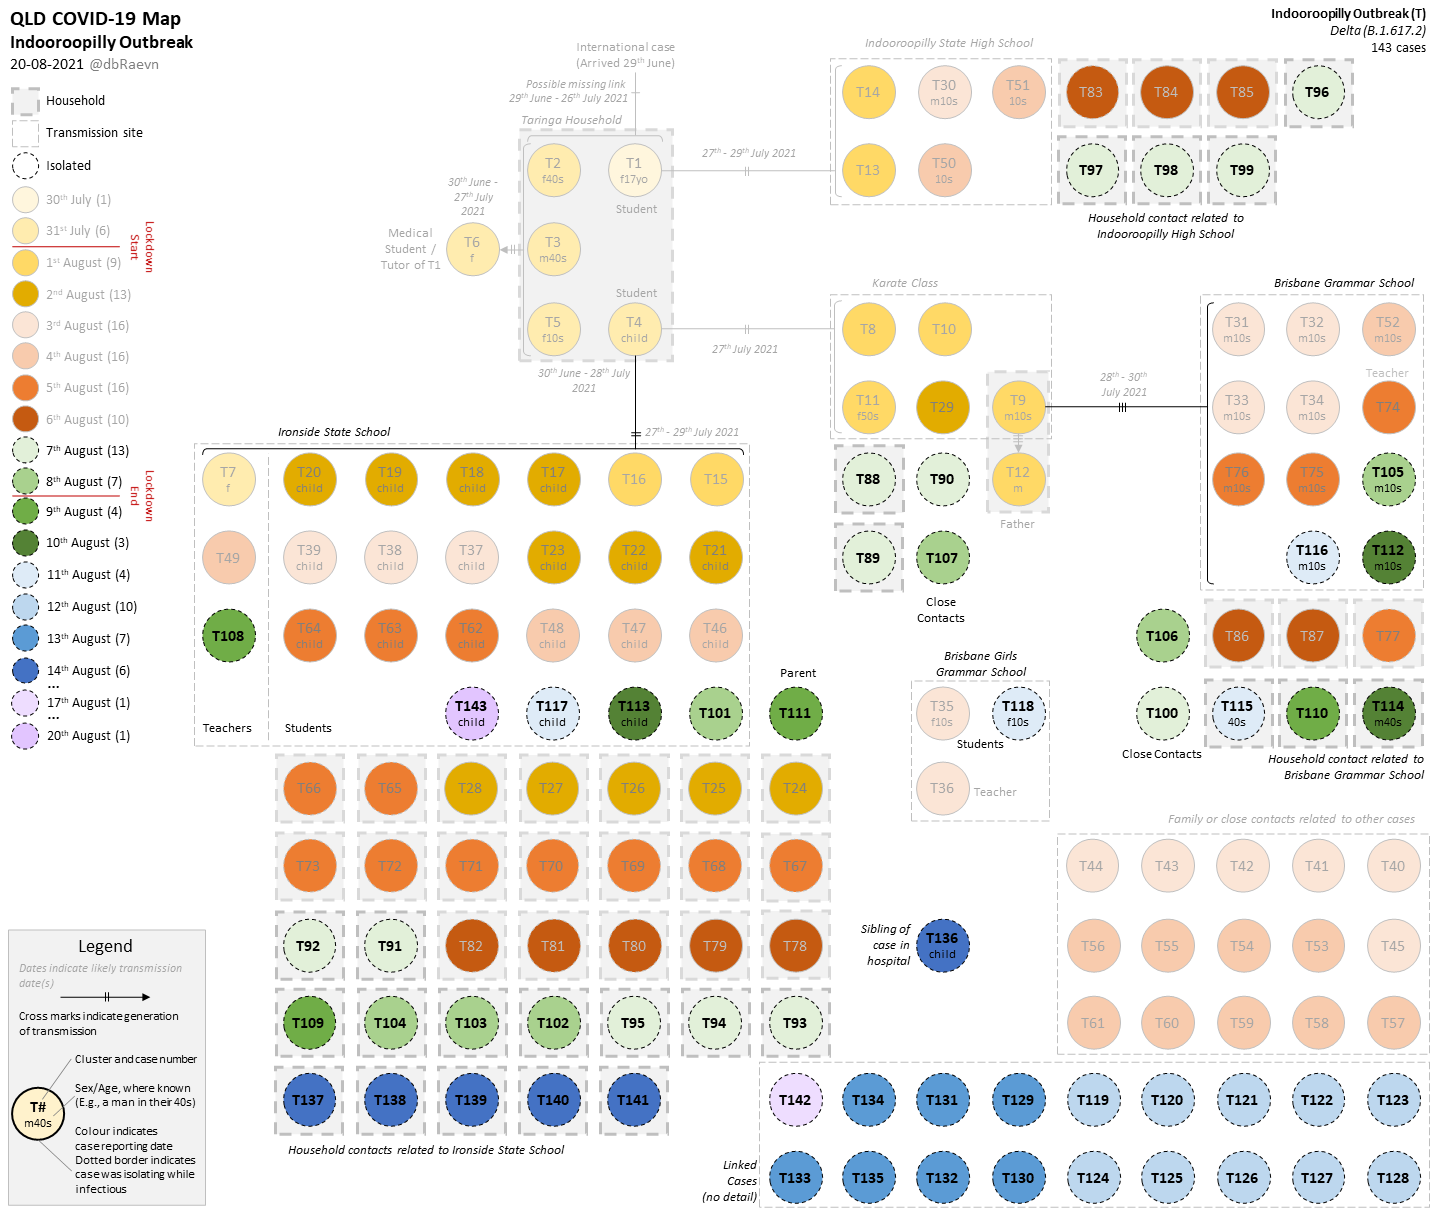 QLD COVID-19 Map
Indooroopilly Outbreak
20-08-2021 @dbRaevn
Household
Transmission site
Isolated
30th July (1)
31st July (6)
Lockdown Start
1st August (9)
2nd August (13)
3rd August (16)
4th August (16)
5th August (16)
6th August (10)
7th August (13)
8th August (7)
Lockdown End
9th August (4)
10th August (3)
11th August (4)
12th August (10)
13th August (7)
14th August (6)
...
17th August (1)
...
20th August (1)
Indooroopilly Outbreak (T)
Delta (B.1.617.2)
143 cases
International case
(Arrived 29th June)
Possible missing link
29th June - 26th July 2021
Taringa Household
T2
f40s
T1
f17yo
Student
T3
m40s
Student
T5
f10s
T4
child
30th June -
27th July
2021
Medical
Student /
Tutor of T1
T6
f
27th - 29th July 2021
Indooroopilly State High School
T14
T30
m10s
T51
10s
T13
T50
10s
T83
T84
T85
T96
T97
T98
T99
Household contact related to
Indooroopilly High School
27th July 2021
30th June - 28th July
2021
Karate Class
T8
T10
T11
f50s
T29
T9
m10s
T12
m
Father
T88
T90
T89
T107
Close
Contacts
28th - 30th
July 2021
Brisbane Grammar School
T31
m10s
T32
m10s
T52
m10s
Teacher
T33
m10s
T34
m10s
T74
T76
m10s
T75
m10s
T105
m10s
T116
m10s
T112
m10s
T106
T86
T87
T77
T100
T115
40s
T110
T114
m40s
Close Contacts
Household contact related to
Brisbane Grammar School
Ironside State School
27th - 29th July 2021
T7
f
T20
child
T19
child
T18
child
T17
child
T16
T15
T49
T39
child
T38
child
T37
child
T23
child
T22
child
T21
child
T108
T64
child
T63
child
T62
child
T48
child
T47
child
T46
child
Teachers
Students
T143
child
T117
child
T113
child
T101
Parent
T111
T66
T65
T28
T27
T26
T25
T24
T73
T72
T71
T70
T69
T68
T67
T92
T91
T82
T81
T80
T79
T78
T109
T104
T103
T102
T95
T94
T93
T137
T138
T139
T140
T141
Household contacts related to Ironside State School
Brisbane Girls
Grammar School
T35
f10s
T118
f10s
Students
T36
Teacher
Sibling of
case in
hospital
T136
child
Family or close contacts related to other cases
T44
T43
T42
T41
T40
T56
T55
T54
T53
T45
T61
T60
T59
T58
T57
T142
T134
T131
T129
T119
T120
T121
T122
T123
Linked
Cases
(no detail)
T133
T135
T132
T130
T124
T125
T126
T127
T128
Legend
Dates indicate likely transmission
date(s)
Cross marks indicate generation
of transmission
Cluster and case number
Sex/Age, where known
(E.g., a man in their 40s)
T#
m40s
Colour indicates
case reporting date
Dotted border indicates
case was isolating while
infectious